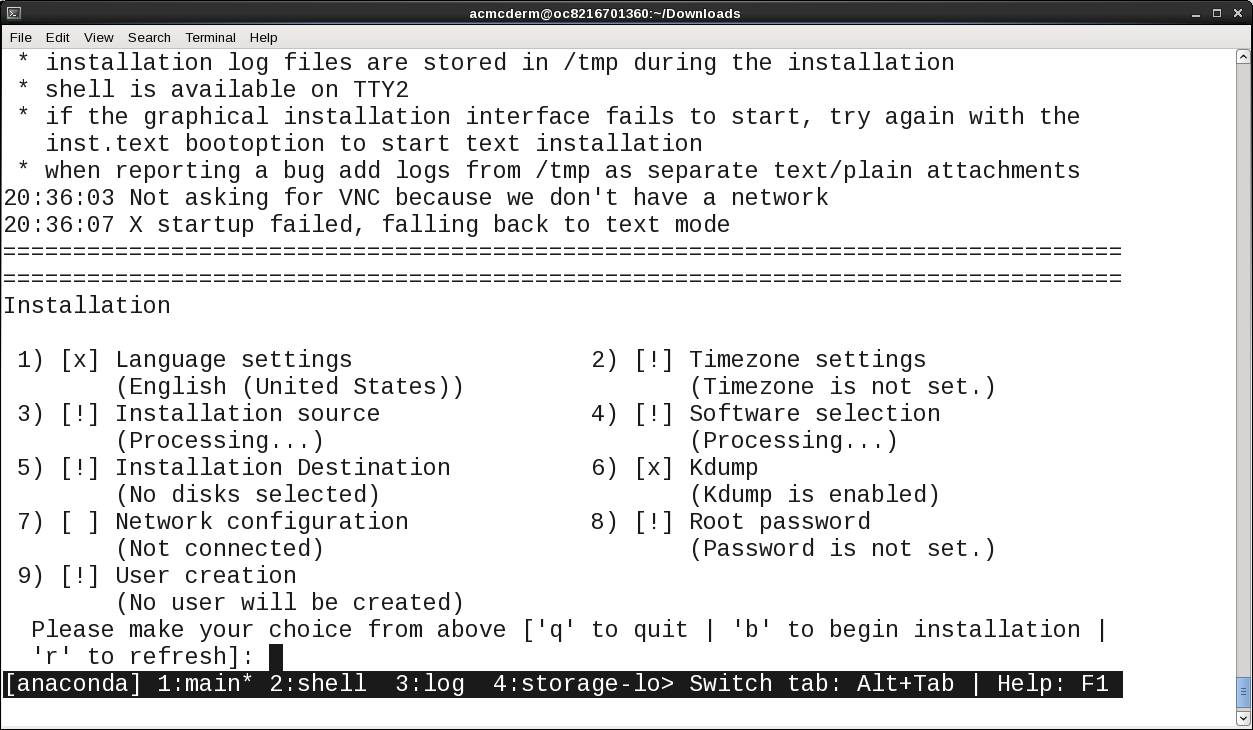 acmcderm@oc8216701360:~/Downloads
File Edit View Search Terminal Help
 * installation log files are stored in /tmp during the installation
 * shell is available on TTY2
 * if the graphical installation interface fails to start, try again with the
   inst.text bootoption to start text installation
 * when reporting a bug add logs from /tmp as separate text/plain attachments
20:36:03 Not asking for VNC because we don't have a network
20:36:07 X startup failed, falling back to text mode
================================================================================
================================================================================
Installation
 1) [x] Language settings                 2) [!] Timezone settings
        (English (United States))                (Timezone is not set.)
 3) [!] Installation source               4) [!] Software selection
        (Processing...)                          (Processing...)
 5) [!] Installation Destination          6) [x] Kdump
        (No disks selected)                      (Kdump is enabled)
 7) [ ] Network configuration             8) [!] Root password
        (Not connected)                          (Password is not set.)
 9) [!] User creation
        (No user will be created)
  Please make your choice from above ['q' to quit | 'b' to begin installation |
  'r' to refresh]:
[anaconda] 1:main* 2:shell  3:log  4:storage-lo> Switch tab: Alt+Tab | Help: F1